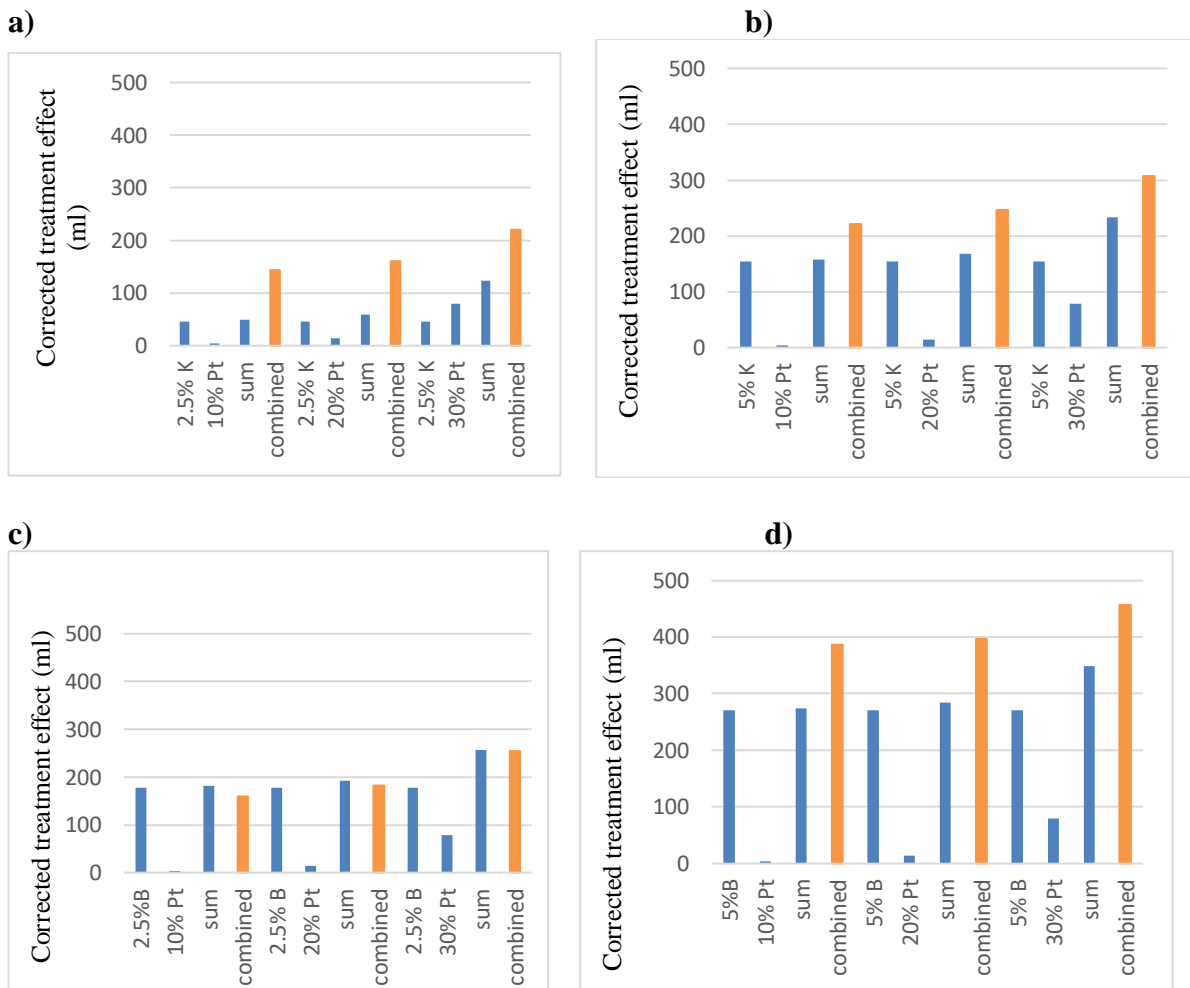 a)
b)
Corrected treatment effect
(ml)
500
400
300
200
100
0
2.5% K
10% Pt
sum
combined
2.5% K
20% Pt
sum
combined
2.5% K
30% Pt
sum
combined
Corrected treatment effect (ml)
500
400
300
200
100
0
5% K
10% Pt
sum
combined
5% K
20% Pt
sum
combined
5% K
30% Pt
sum
combined
c)
d)
Corrected treatment effect (ml)
500
400
300
200
100
0
2.5%B
10% Pt
sum
combined
2.5% B
20% Pt
sum
combined
2.5% B
30% Pt
sum
combined
Corrected treatment effect (ml)
500
400
300
200
100
0
5%B
10% Pt
sum
combined
5% B
20% Pt
sum
combined
5% B
30% Pt
sum
combined